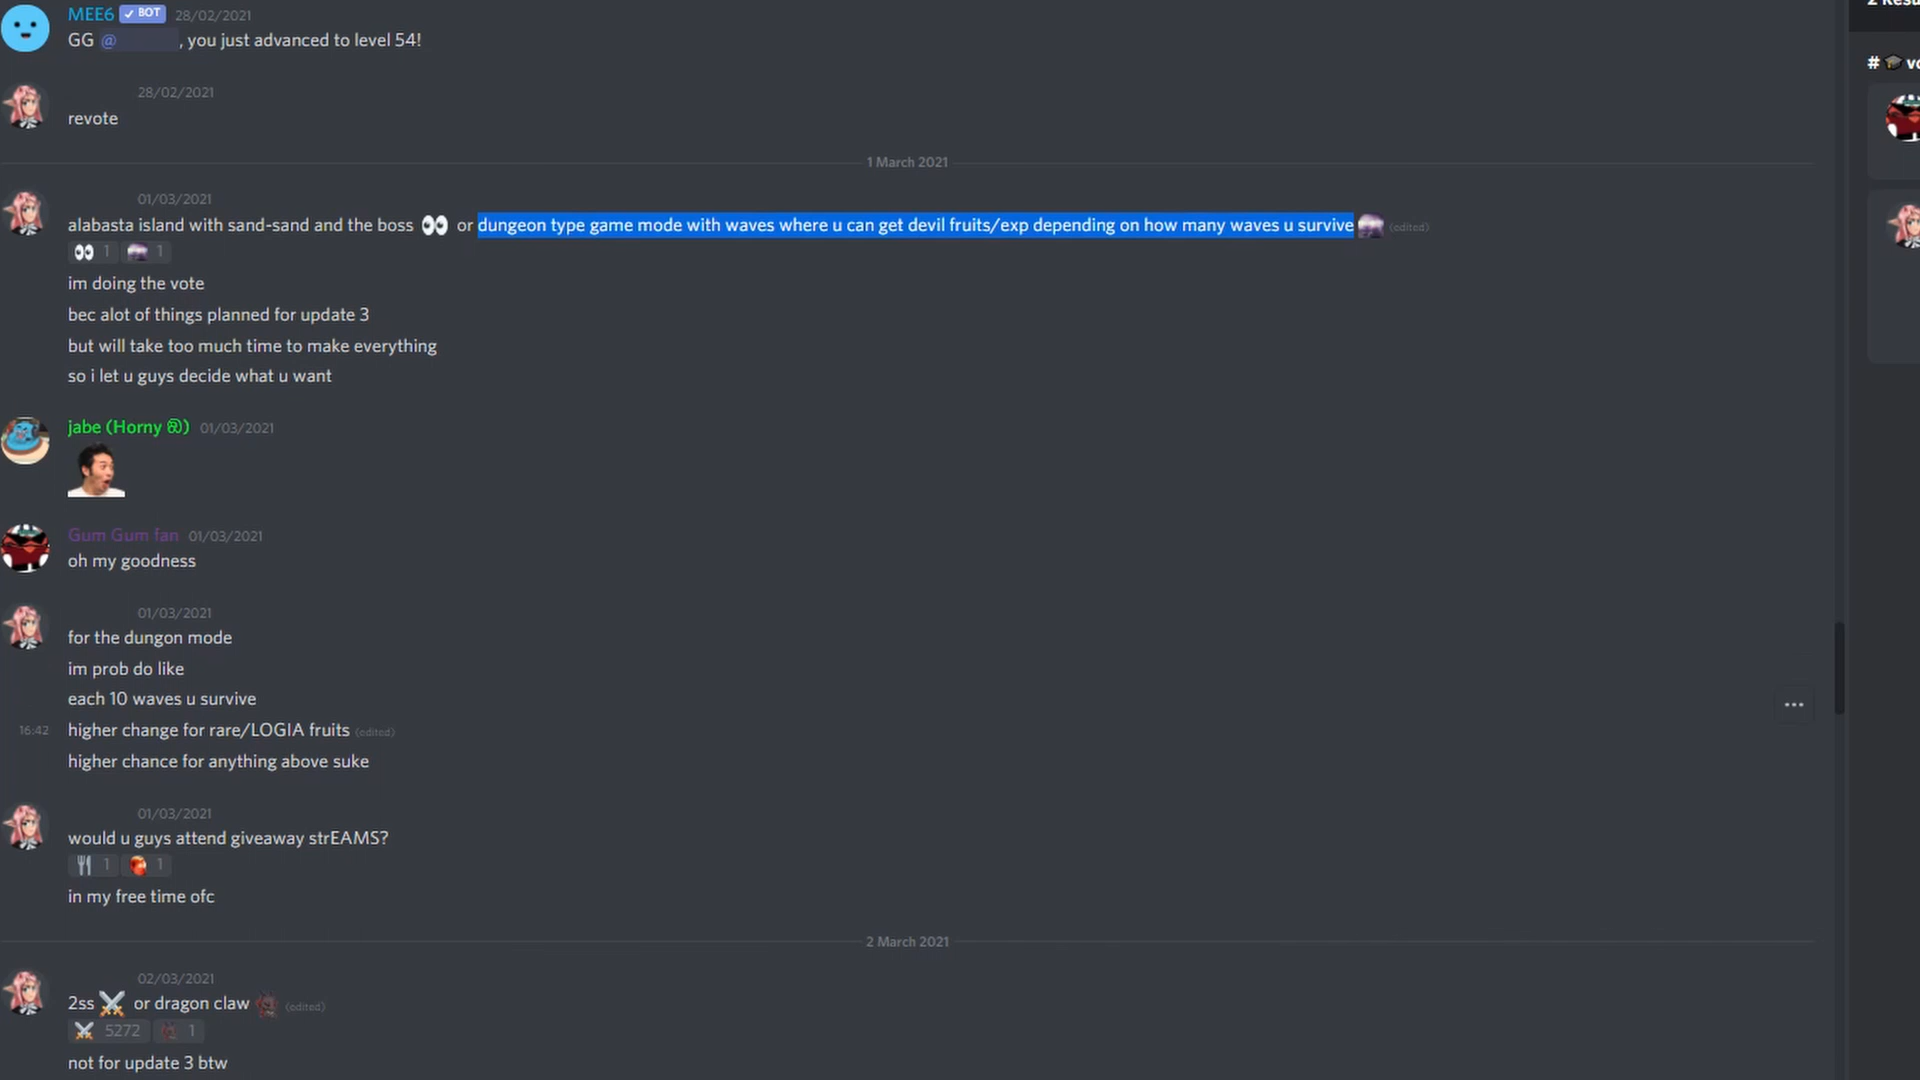 MEE6 ✓ BOT 28/02/2021
GG @ , you just advanced to level 54!
28/02/2021
revote
1 March 2021
01/03/2021
alabasta island with sand-sand and the boss 👀 or dungeon type game mode with waves where u can get devil fruits/exp depending on how many waves u survive (edited)
👀 1 1
im doing the vote
bec alot of things planned for update 3
but will take too much time to make everything
so i let u guys decide what u want
jabe (Horny ) 01/03/2021
Gum Gum fan 01/03/2021
oh my goodness
01/03/2021
for the dungon mode
im prob do like
each 10 waves u survive
16:42 higher change for rare/LOGIA fruits (edited)
higher chance for anything above suke
01/03/2021
would u guys attend giveaway strEAMS?
🍴 1 1
in my free time ofc
2 March 2021
02/03/2021
2ss ⚔️ or dragon claw (edited)
⚔️ 5272 1
not for update 3 btw
#